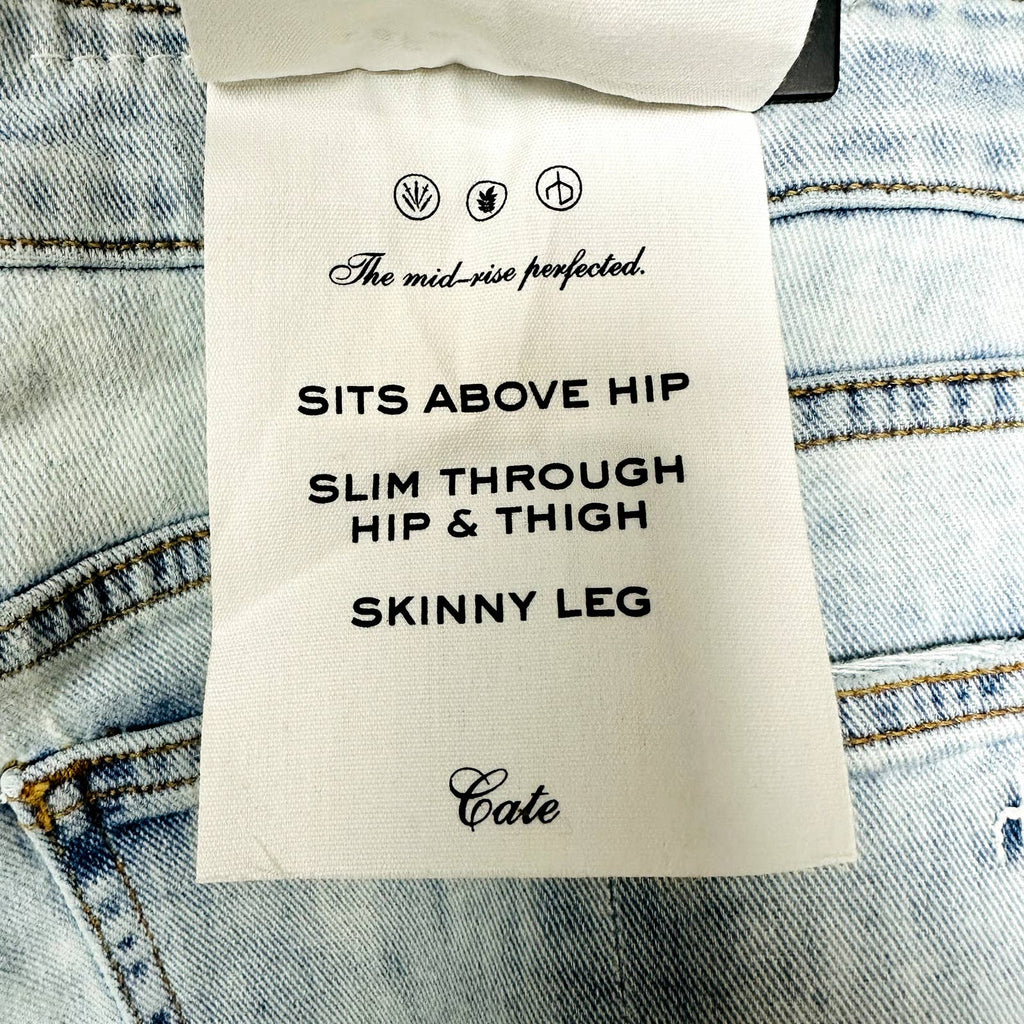 The mid-rise perfected.
SITS ABOVE HIP
SLIM THROUGH
HIP & THIGH
SKINNY LEG
Cate